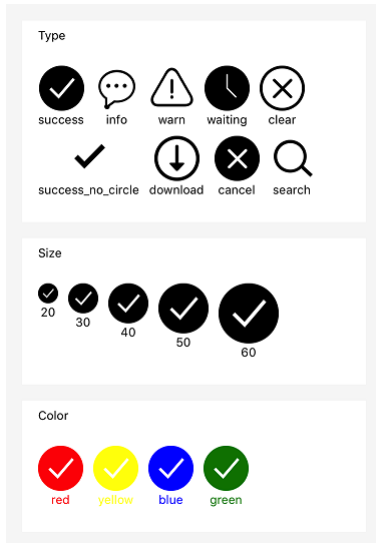 Type
success info warn waiting clear
success_no_circle download cancel search
Size
20 30 40 50 60
Color
red yellow blue green